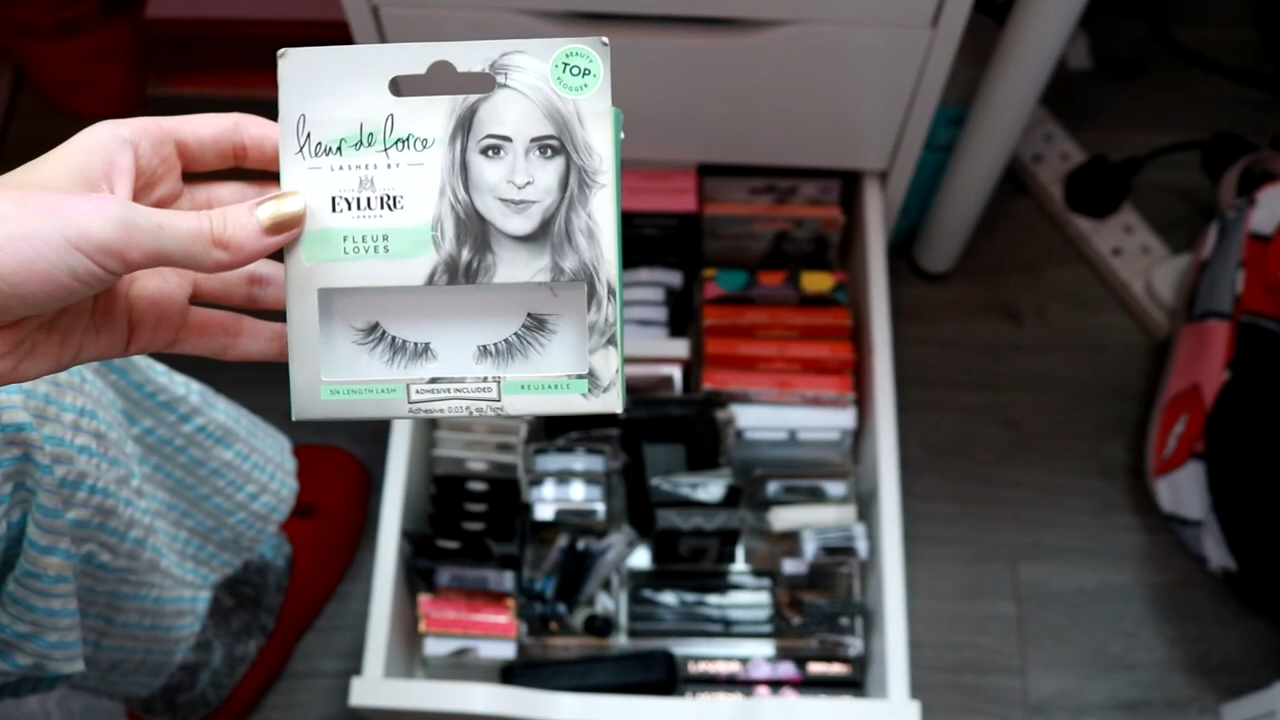 BEAUTY
TOP
VLOGGER
fleur de force
LASHES BY
EYLURE
LONDON
FLEUR
LOVES
3/4 LENGTH LASH
ADHESIVE INCLUDED
REUSABLE
Adhesive: 0.03 fl. oz./1ml